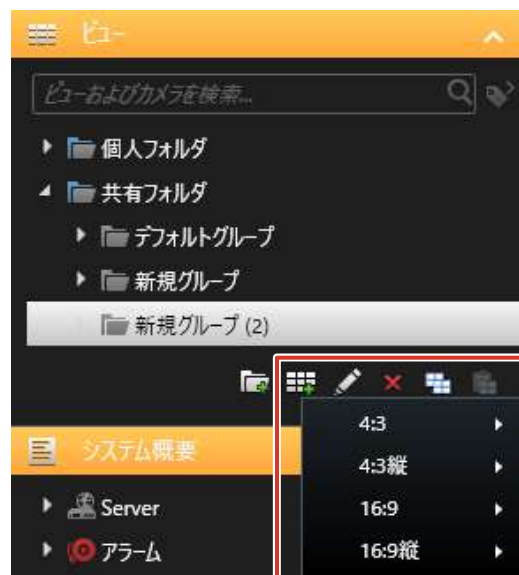 ビュー
ビューおよびカメラを検索...
個人フォルダ
共有フォルダ
デフォルトグループ
新規グループ
新規グループ (2)
4:3
システム概要
4:3縦
Server
16:9
アラーム
16:9縦